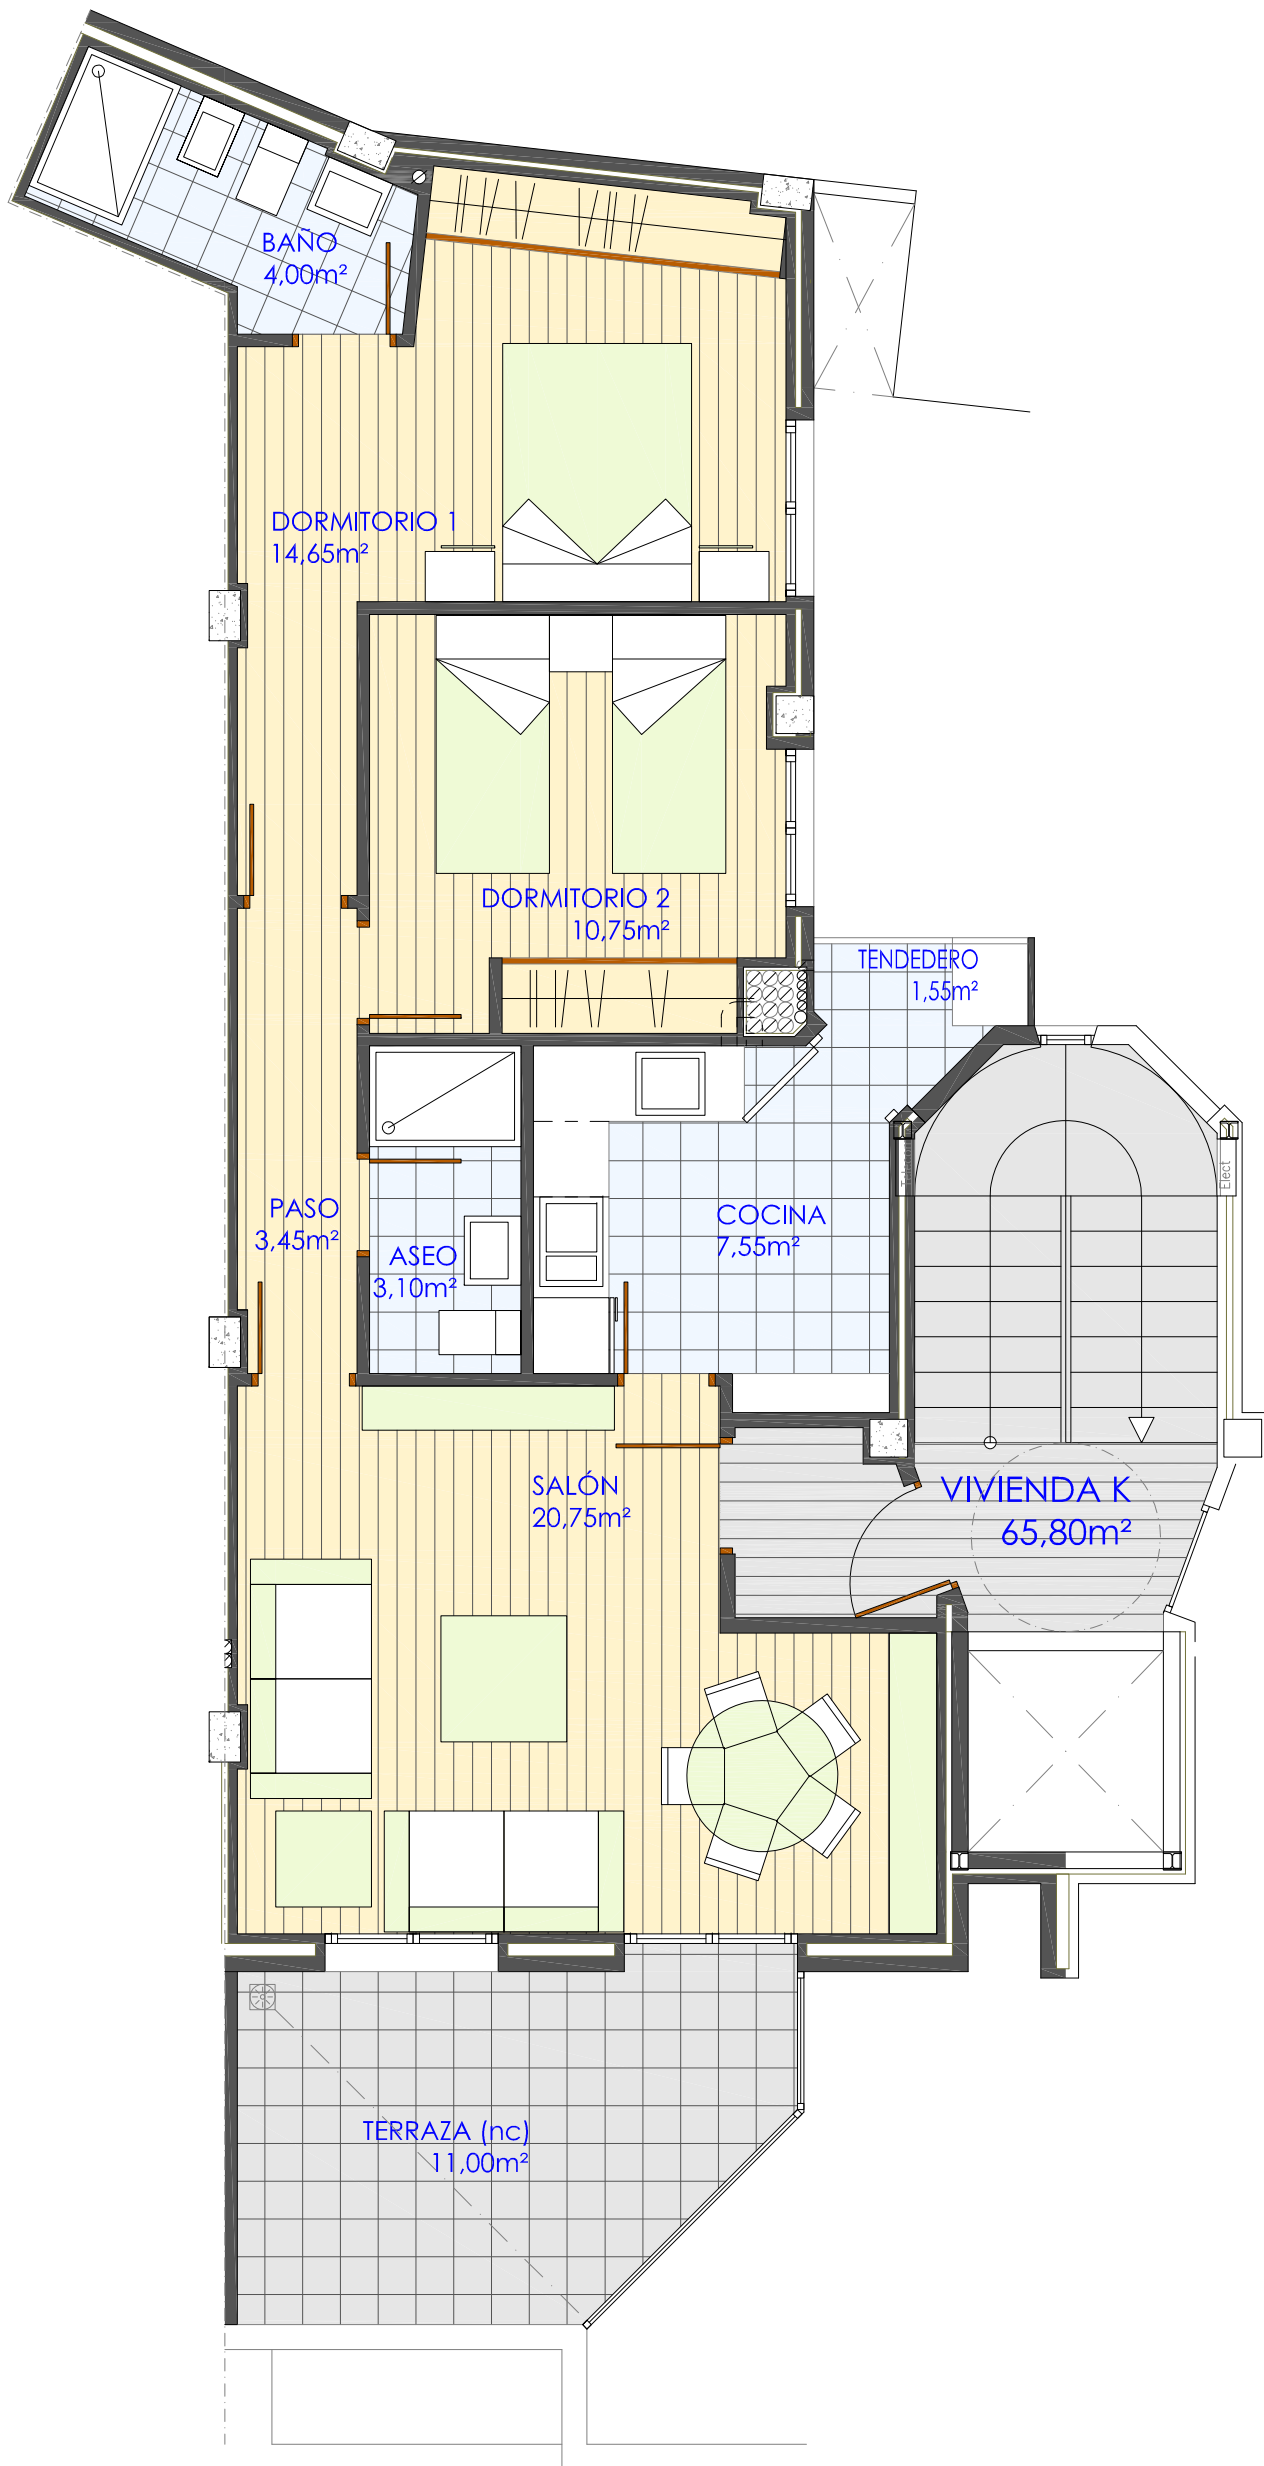 BAÑO
4,00m²
DORMITORIO 1
14,65m²
DORMITORIO 2
10,75m²
TENDEDERO
1,55m²
PASO
3,45m²
ASEO
3,10m²
COCINA
7,55m²
Elect
SALÓN
20,75m²
VIVIENDA K
65,80m²
TERRAZA (nc)
11,00m²